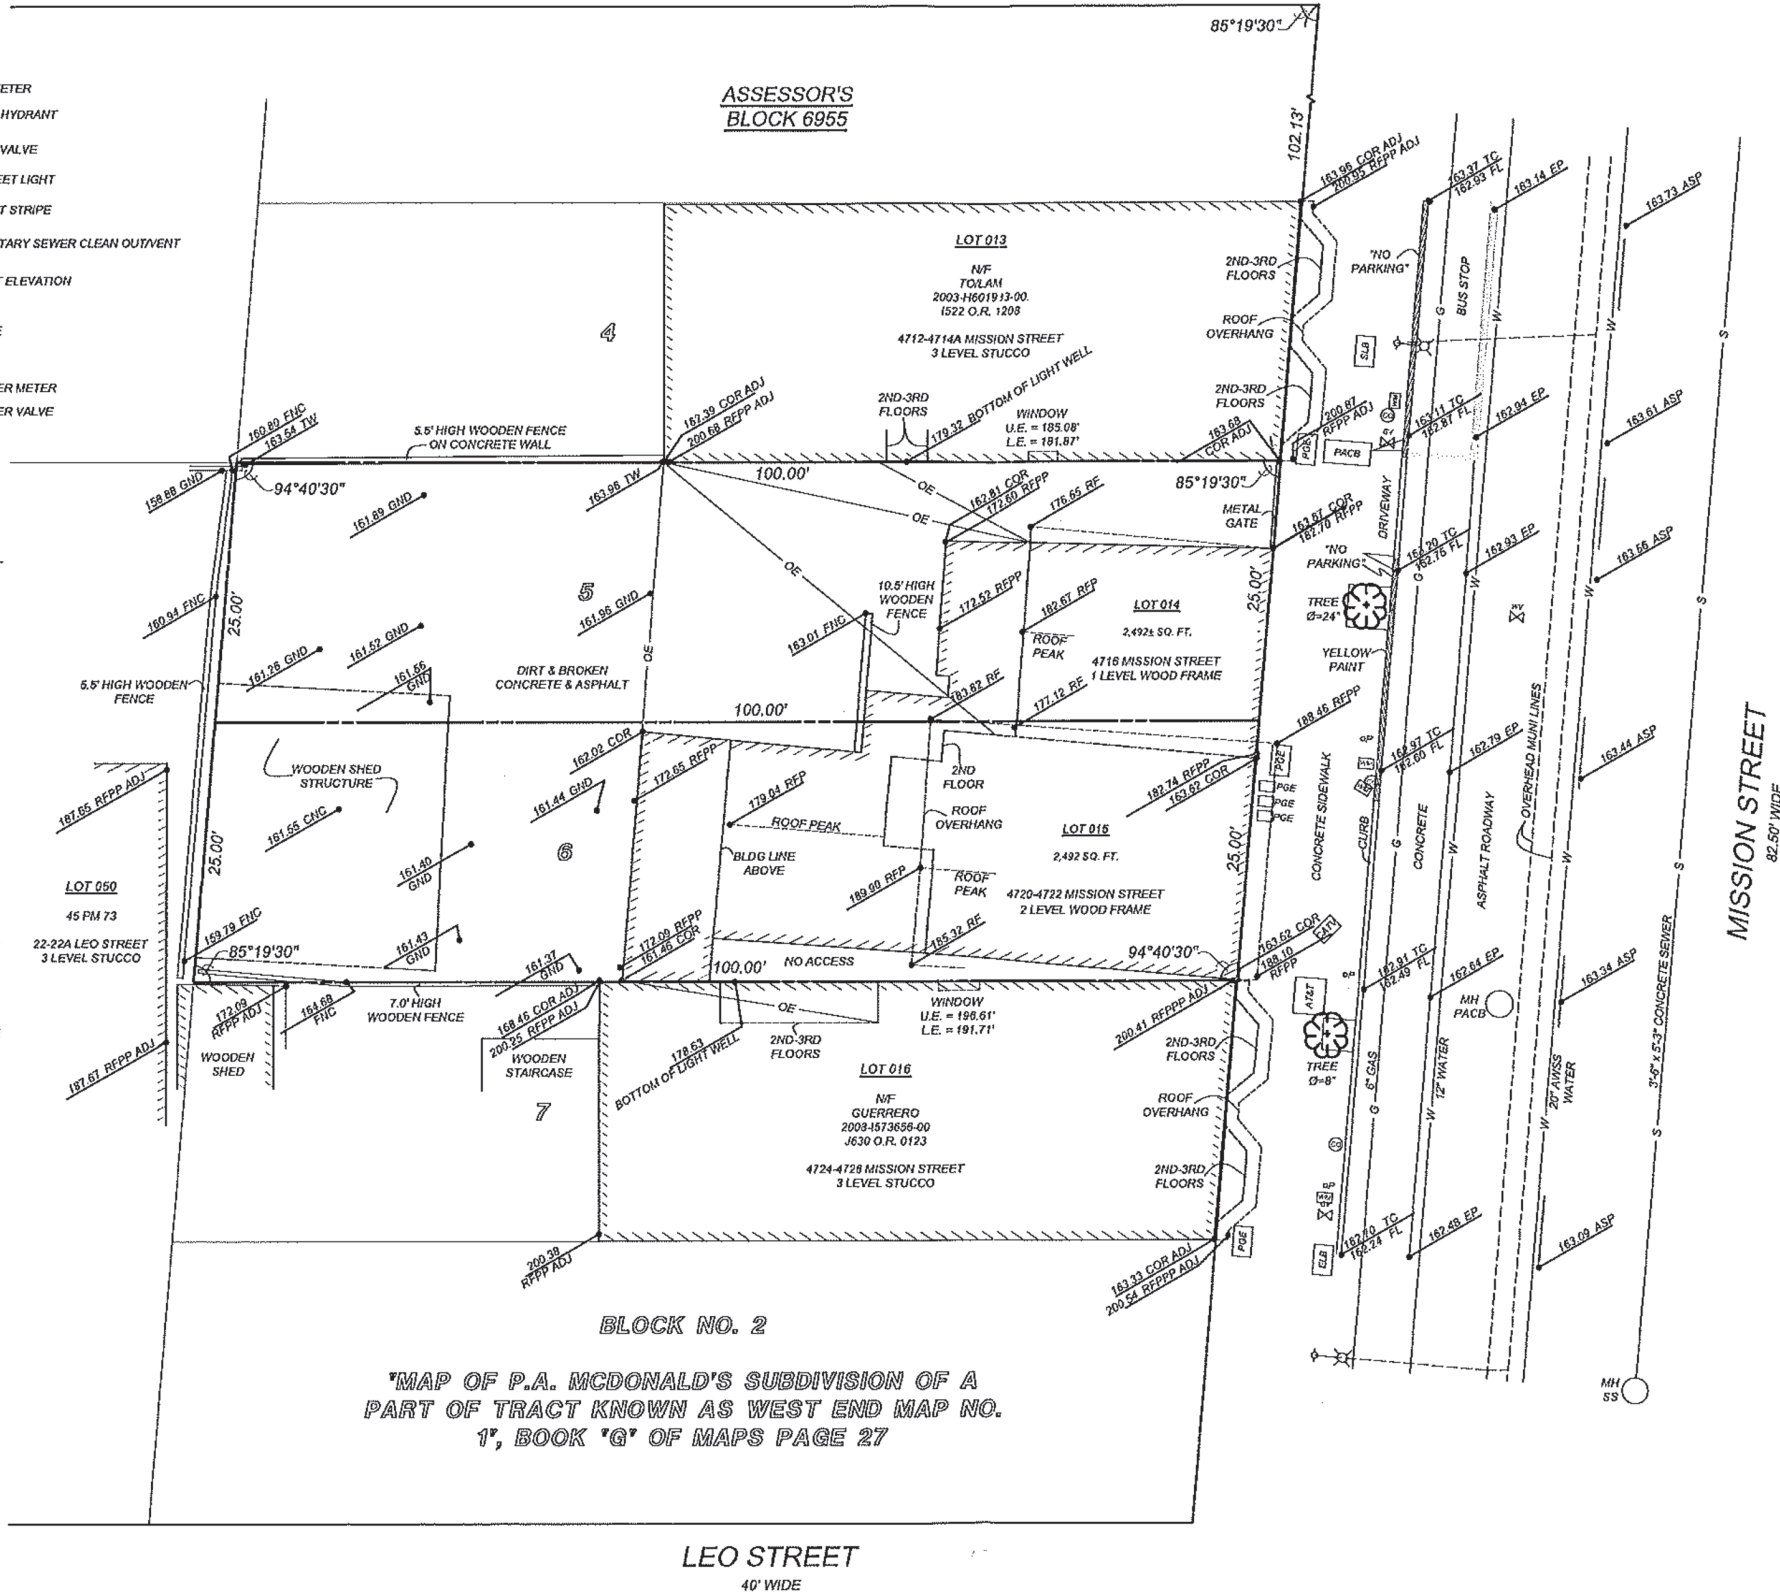 85°19'30"
ETER
HYDRANT
VALVE
EET LIGHT
T STRIPE
TARY SEWER CLEAN OUT/VENT
T ELEVATION
E
ER METER
ER VALVE
ASSESSOR'S
BLOCK 6955
102.13'
163.96 COR ADJ
200.95 RFPP ADJ
163.37 TC
162.93 FL
163.14 EP
163.73 ASP
LOT 013
N/F
TO/LAM
2003-H601913-00
I522 O.R. 1208
4712-4714A MISSION STREET
3 LEVEL STUCCO
2ND-3RD
FLOORS
ROOF
OVERHANG
2ND-3RD
FLOORS
"NO
PARKING"
BUS STOP
SLB
4
160.80 FNC
163.54 TW
5.5' HIGH WOODEN FENCE
ON CONCRETE WALL
162.39 COR ADJ
200.68 RFPP ADJ
2ND-3RD
FLOORS
179.32 BOTTOM OF LIGHT WELL
WINDOW
U.E. = 185.08'
L.E. = 181.87'
163.69
COR ADJ
200.87
RFPP ADJ
PGE
PACB
163.11 TC
162.87 FL
162.94 EP
163.61 ASP
158.88 GND
94°40'30"
161.89 GND
163.96 TW
100.00'
OE
OE
162.81 COR
172.60 RFPP
176.65 RF
85°19'30"
METAL
GATE
163.67 COR
182.70 RFPP
DRIVEWAY
"NO
PARKING"
163.20 TC
162.75 FL
162.93 EP
163.56 ASP
160.94 FNC
25.00'
5
161.96 GND
OE
10.5' HIGH
WOODEN
FENCE
172.52 RFPP
182.67 RFP
LOT 014
2,492± SQ. FT.
25.00'
TREE
Ø=24"
161.26 GND
161.52 GND
161.56
GND
OE
163.01 FNC
ROOF
PEAK
4716 MISSION STREET
1 LEVEL WOOD FRAME
YELLOW
PAINT
5.5' HIGH WOODEN
FENCE
DIRT & BROKEN
CONCRETE & ASPHALT
183.82 RF
177.12 RF
188.46 RFPP
100.00'
162.97 TC
162.60 FL
162.79 EP
163.44 ASP
OVERHEAD MUNI LINES
WOODEN SHED
STRUCTURE
162.02 COR
172.65 RFPP
2ND
FLOOR
182.74 RFPP
163.62 COR
PGE
PGE
PGE
PGE
187.65 RFPP ADJ
161.44 GND
179.04 RFP
161.55 CNC
ROOF PEAK
ROOF
OVERHANG
CONCRETE SIDEWALK
CURB
CONCRETE
ASPHALT ROADWAY
MISSION STREET
82.50' WIDE
25.00'
161.40
GND
6
BLDG LINE
ABOVE
LOT 015
2,492 SQ. FT.
25.00'
LOT 050
45 PM 73
22-22A LEO STREET
3 LEVEL STUCCO
189.90 RFP
ROOF
PEAK
4720-4722 MISSION STREET
2 LEVEL WOOD FRAME
159.79 FNC
85°19'30"
161.43
GND
161.37
GND
172.09 RFPP
161.46 COR
185.32 RF
94°40'30"
163.62 COR
188.10
RFPP
CATV
162.91 TC
162.49 FL
162.64 EP
163.34 ASP
100.00'
NO ACCESS
172.09
RFPP ADJ
164.68
FNC
7.0' HIGH
WOODEN FENCE
168.46 COR ADJ
200.25 RFPP ADJ
OE
WINDOW
U.E. = 196.61'
L.E. = 191.71'
200.41 RFPPP ADJ
AT&T
MH
PACB
187.67 RFPP ADJ
WOODEN
SHED
WOODEN
STAIRCASE
178.63
BOTTOM OF LIGHT WELL
2ND-3RD
FLOORS
2ND-3RD
FLOORS
TREE
Ø=8"
6" GAS
12" WATER
20" AWSS
WATER
3'-6" x 5'-3" CONCRETE SEWER
7
LOT 016
N/F
GUERRERO
2008-I573656-00
J630 O.R. 0123
4724-4726 MISSION STREET
3 LEVEL STUCCO
ROOF
OVERHANG
2ND-3RD
FLOORS
200.38
RFPP ADJ
163.33 COR ADJ
200.54 RFPPP ADJ
PGE
ELB
162.70 TC
162.24 FL
162.48 EP
163.09 ASP
BLOCK NO. 2
"MAP OF P.A. MCDONALD'S SUBDIVISION OF A
PART OF TRACT KNOWN AS WEST END MAP NO.
1", BOOK "G" OF MAPS PAGE 27
MH
SS
LEO STREET
40' WIDE